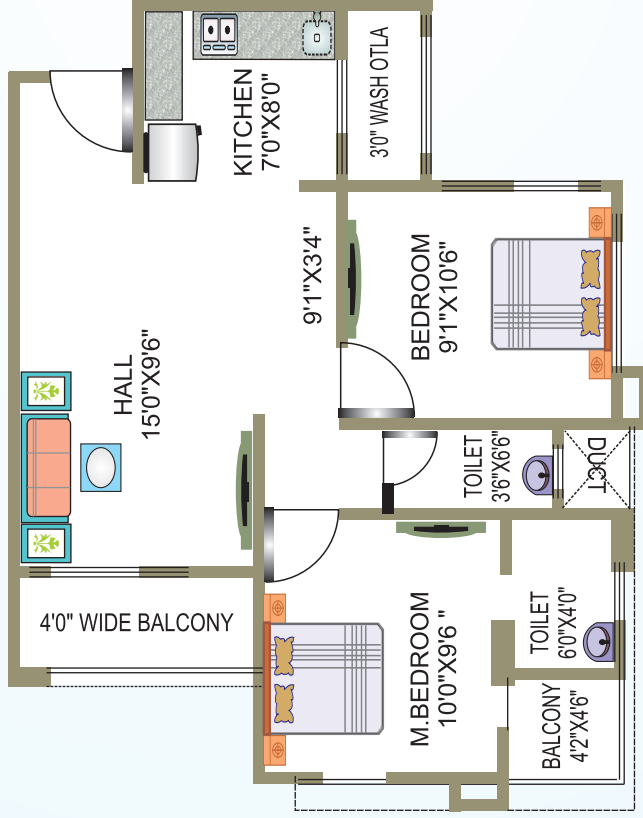 KITCHEN
7'0"X8'0"
3'0" WASH OTLA
HALL
15'0"X9'6"
9'1"X3'4"
BEDROOM
9'1"X10'6"
TOILET
3'6"X6'6"
DUCT
4'0" WIDE BALCONY
M.BEDROOM
10'0"X9'6"
TOILET
6'0"X4'0"
BALCONY
4'2"X4'6"